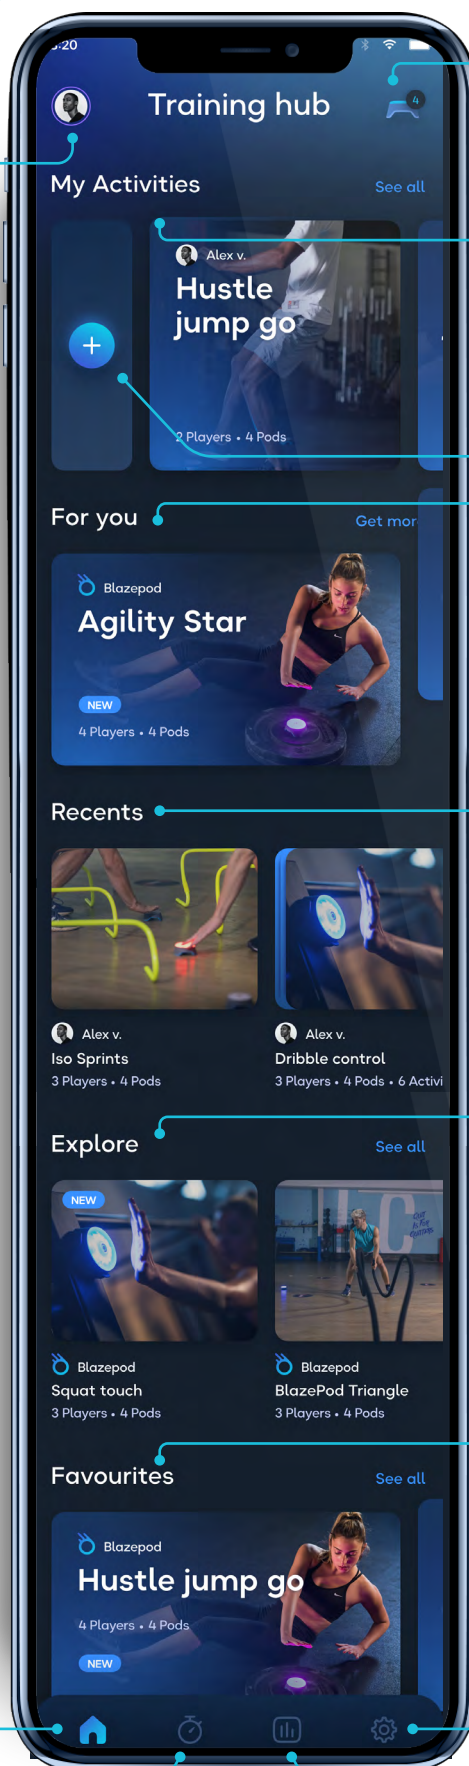 :20
Training hub
4
My Activities
See all
Alex v.
Hustle
jump go
2 Players • 4 Pods
For you
Get mor
Blazepod
Agility Star
NEW
4 Players • 4 Pods
Recents
Alex v.
Iso Sprints
3 Players • 4 Pods
Alex v.
Dribble control
3 Players • 4 Pods • 6 Activi
Explore
See all
NEW
Blazepod
Squat touch
3 Players • 4 Pods
Blazepod
BlazePod Triangle
3 Players • 4 Pods
Favourites
See all
Blazepod
Hustle jump go
4 Players • 4 Pods
NEW